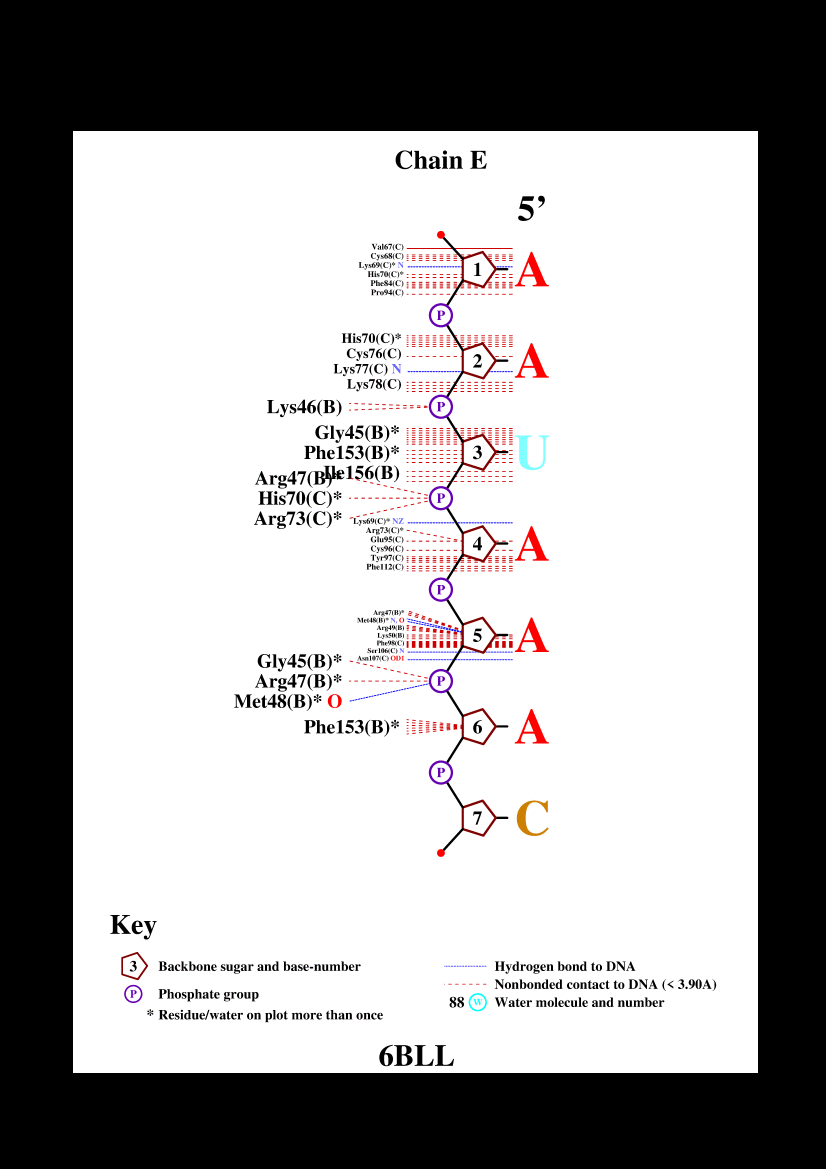 Chain E
5’
Val67(C)
Cys68(C)
Lys69(C)* N
His70(C)*
Phe84(C)
Pro94(C)
1
A
P
His70(C)*
Cys76(C)
Lys77(C) N
Lys78(C)
2
A
Lys46(B)
P
Gly45(B)*
Phe153(B)*
Ile156(B)
3
U
Arg47(B)*
His70(C)*
Arg73(C)*
P
Lys69(C)* NZ
Arg73(C)*
Glu95(C)
Cys96(C)
Tyr97(C)
Phe112(C)
4
A
P
Arg47(B)*
Met48(B)* N, O
Arg49(B)
Lys50(B)
Phe98(C)
Ser106(C) N
Asn107(C) OD1
5
A
Gly45(B)*
Arg47(B)*
Met48(B)* O
P
Phe153(B)*
6
A
P
7
C
Key
3 Backbone sugar and base-number
P Phosphate group
* Residue/water on plot more than once
Hydrogen bond to DNA
Nonbonded contact to DNA (< 3.90A)
88 W Water molecule and number
6BLL